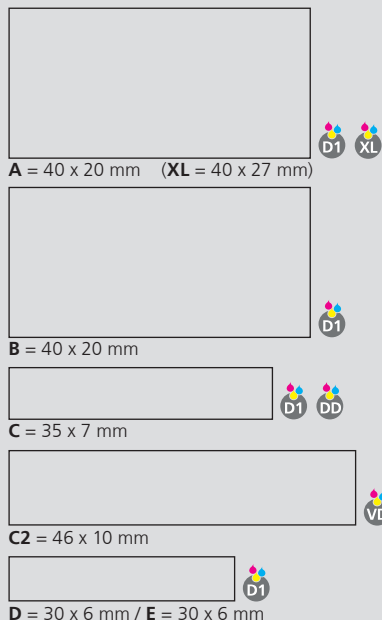 D1 XL
A = 40 x 20 mm (XL = 40 x 27 mm)
D1
B = 40 x 20 mm
D1 DD
C = 35 x 7 mm
C2 = 46 x 10 mm
D1
D = 30 x 6 mm / E = 30 x 6 mm